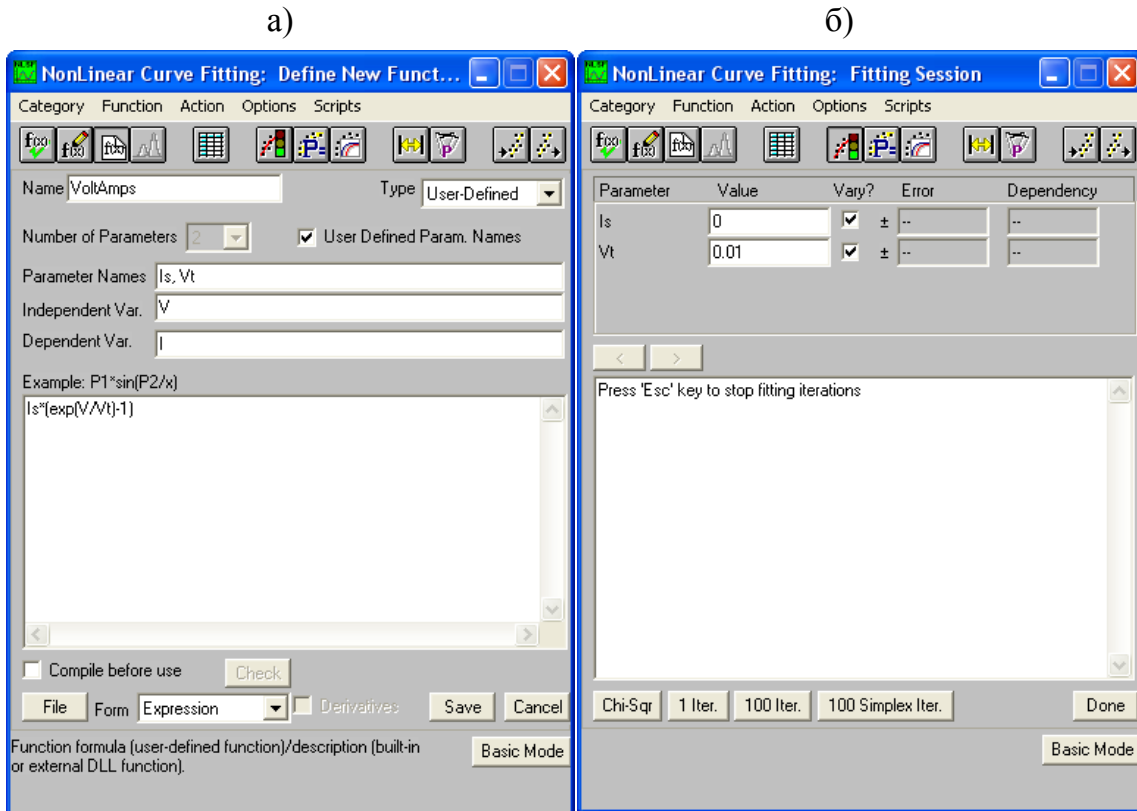 а) б)
NonLinear Curve Fitting: Define New Funct...
Category Function Action Options Scripts
Name VoltAmps Type User-Defined
Number of Parameters 2 User Defined Param. Names
Parameter Names Is, Vt
Independent Var. V
Dependent Var. I
Example: P1*sin(P2/x)
Is*(exp(V/Vt)-1)
Compile before use Check
File Form Expression Derivatives Save Cancel
Function formula (user-defined function)/description (built-in
or external DLL function).
Basic Mode
NonLinear Curve Fitting: Fitting Session
Category Function Action Options Scripts
Parameter Value Vary? Error Dependency
Is 0 ± -- --
Vt 0.01 ± -- --
< >
Press 'Esc' key to stop fitting iterations
Chi-Sqr 1 Iter. 100 Iter. 100 Simplex Iter. Done
Basic Mode